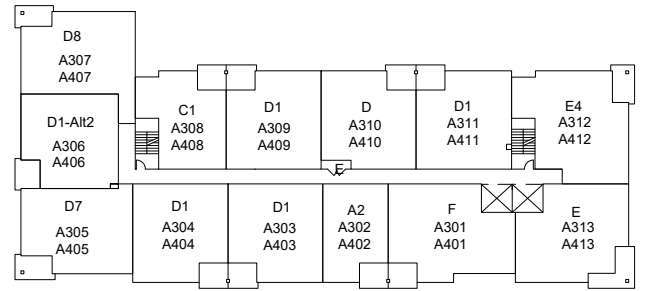 D8
A307
A407
D1-Alt2
A306
A406
D7
A305
A405
C1
A308
A408
D1
A309
A409
D
A310
A410
D1
A311
A411
E4
A312
A412
E
D1
A304
A404
D1
A303
A403
A2
A302
A402
F
A301
A401
E
A313
A413